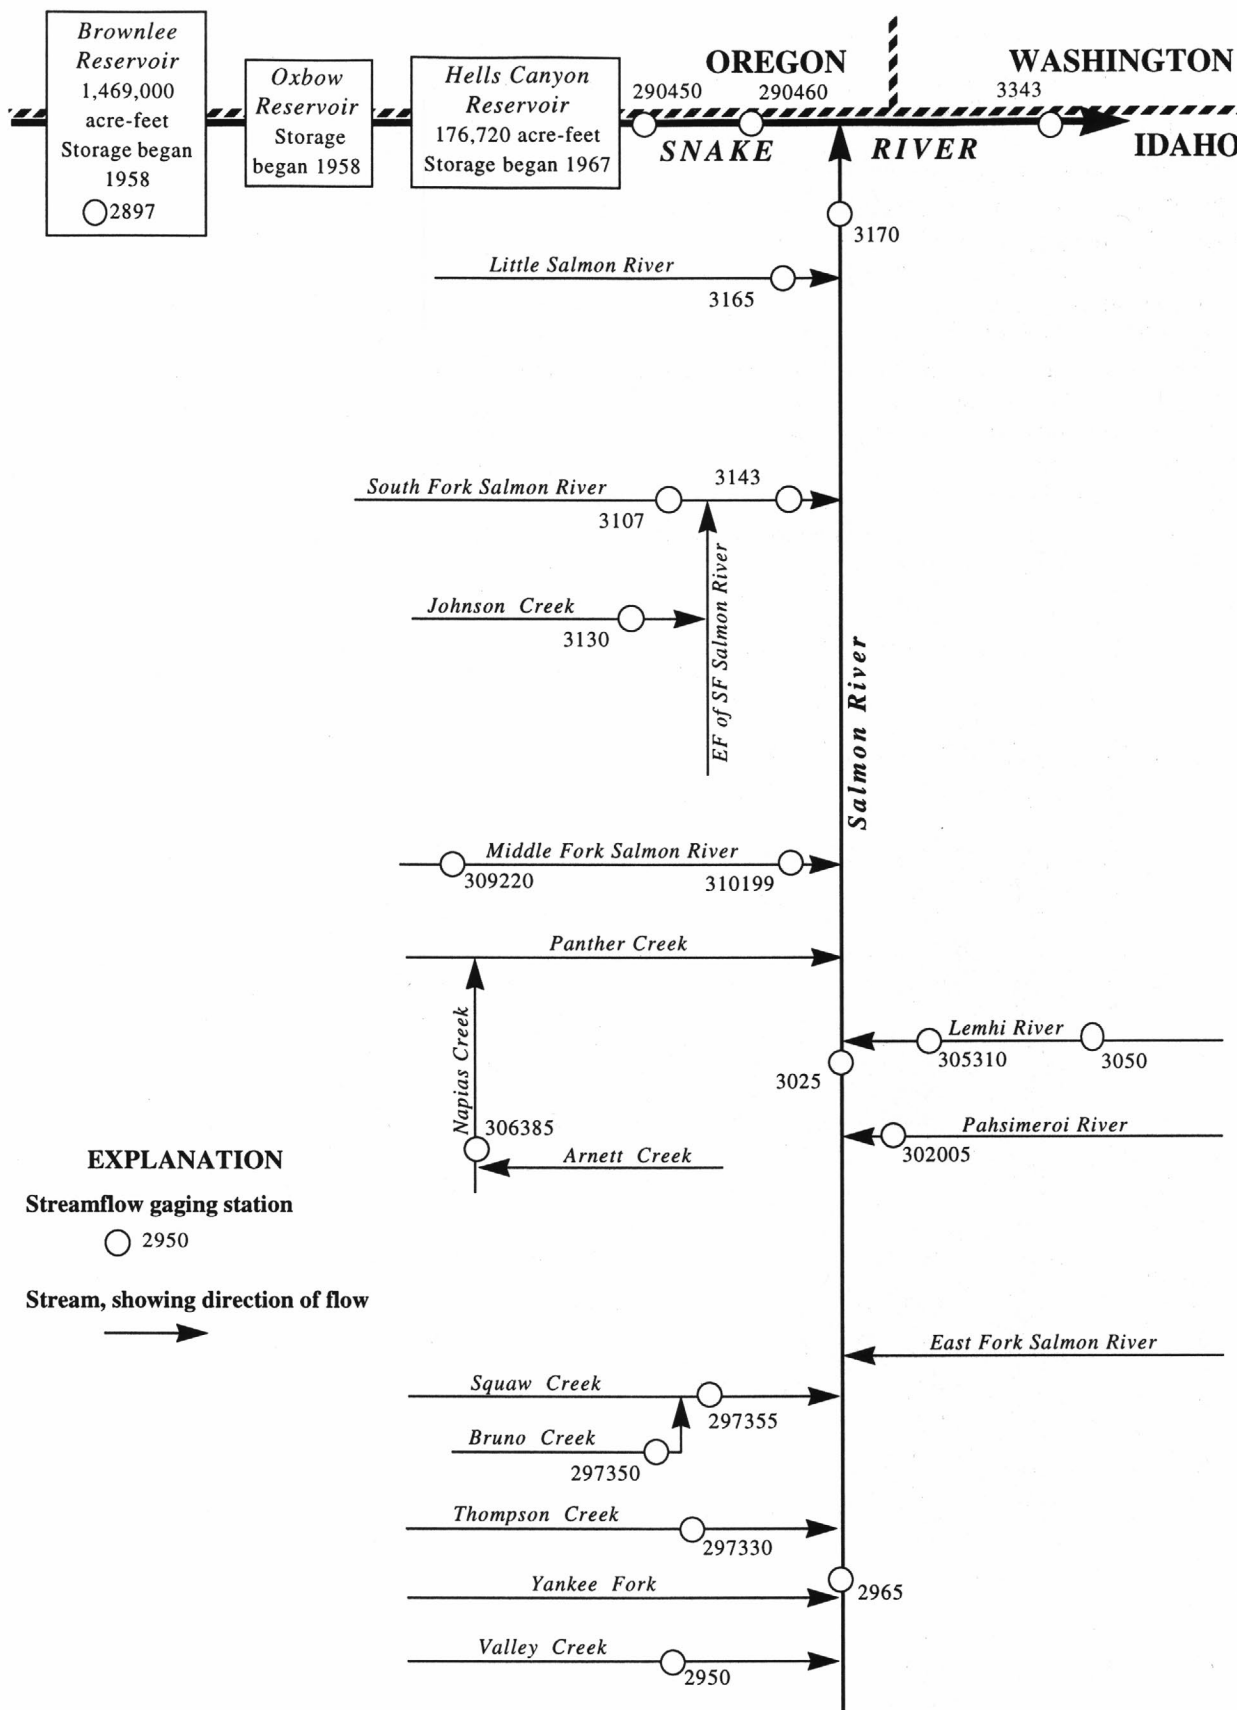 Brownlee
Reservoir
1,469,000
acre-feet
Storage began
1958
2897
Oxbow
Reservoir
Storage
began 1958
Hells Canyon
Reservoir
176,720 acre-feet
Storage began 1967
OREGON
WASHINGTON
290450
290460
3343
SNAKE RIVER
IDAHO
3170
Little Salmon River
3165
South Fork Salmon River
3143
3107
Johnson Creek
3130
EF of SF Salmon River
Salmon River
Middle Fork Salmon River
309220
310199
Panther Creek
Napias Creek
Lemhi River
305310
3050
3025
306385
Arnett Creek
Pahsimeroi River
302005
EXPLANATION
Streamflow gaging station
2950
Stream, showing direction of flow
East Fork Salmon River
Squaw Creek
297355
Bruno Creek
297350
Thompson Creek
297330
Yankee Fork
2965
Valley Creek
2950